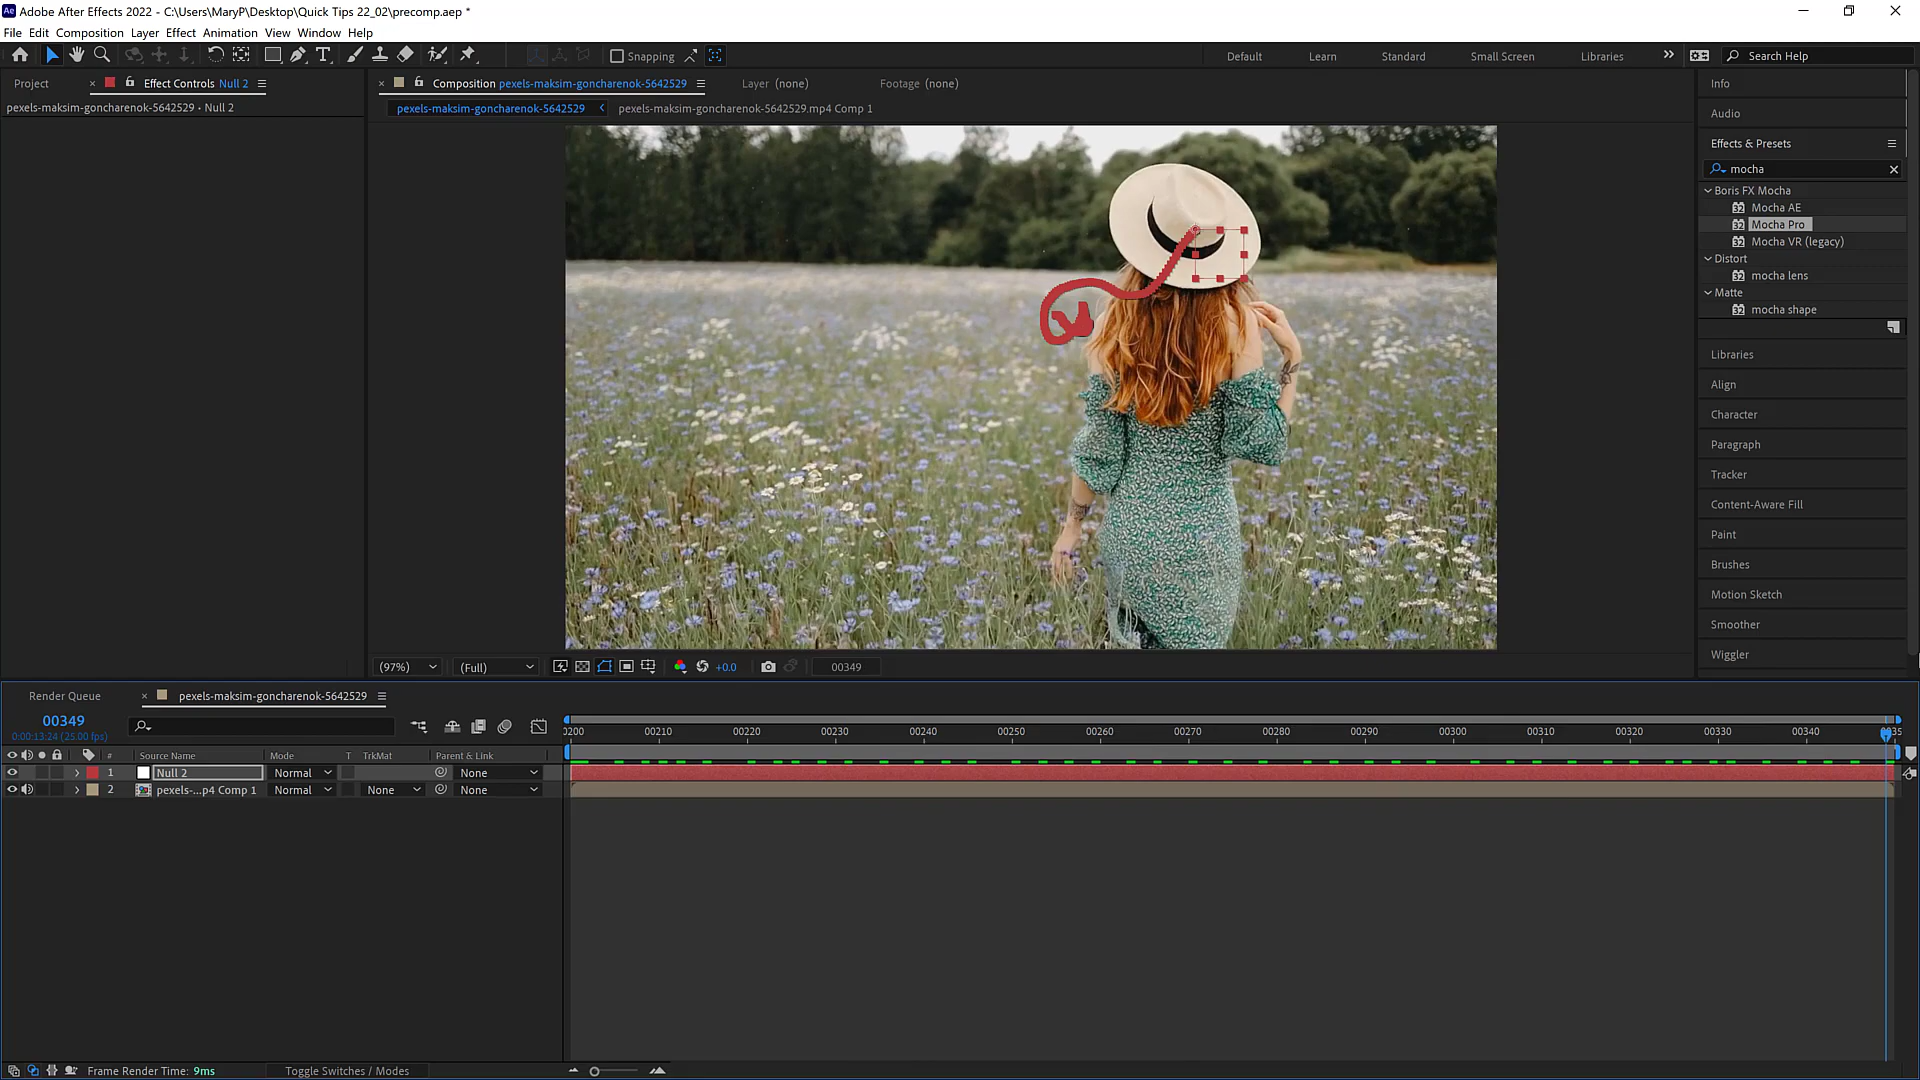 Adobe After Effects 2022 - C:\Users\MaryP\Desktop\Quick Tips 22_02\precomp.aep *
File Edit Composition Layer Effect Animation View Window Help
Snapping
Default Learn Standard Small Screen Libraries
Search Help
Project
Effect Controls Null 2
pexels-maksim-goncharenok-5642529 • Null 2
Composition pexels-maksim-goncharenok-5642529
Layer (none)
Footage (none)
pexels-maksim-goncharenok-5642529
pexels-maksim-goncharenok-5642529.mp4 Comp 1
Info
Audio
Effects & Presets
mocha
Boris FX Mocha
Mocha AE
Mocha Pro
Mocha VR (legacy)
Distort
mocha lens
Matte
mocha shape
Libraries
Align
Character
Paragraph
Tracker
Content-Aware Fill
Paint
Brushes
Motion Sketch
Smoother
Wiggler
(97%) (Full) +0.0 00349
Render Queue
pexels-maksim-goncharenok-5642529
00349
0:00:13:24 (25.00 fps)
00210 00220 00230 00240 00250 00260 00270 00280 00290 00300 00310 00320 00330 00340
# Source Name Mode T TrkMat Parent & Link
1 Null 2 Normal None
2 pexels-...p4 Comp 1 Normal None None
Frame Render Time: 9ms
Toggle Switches / Modes